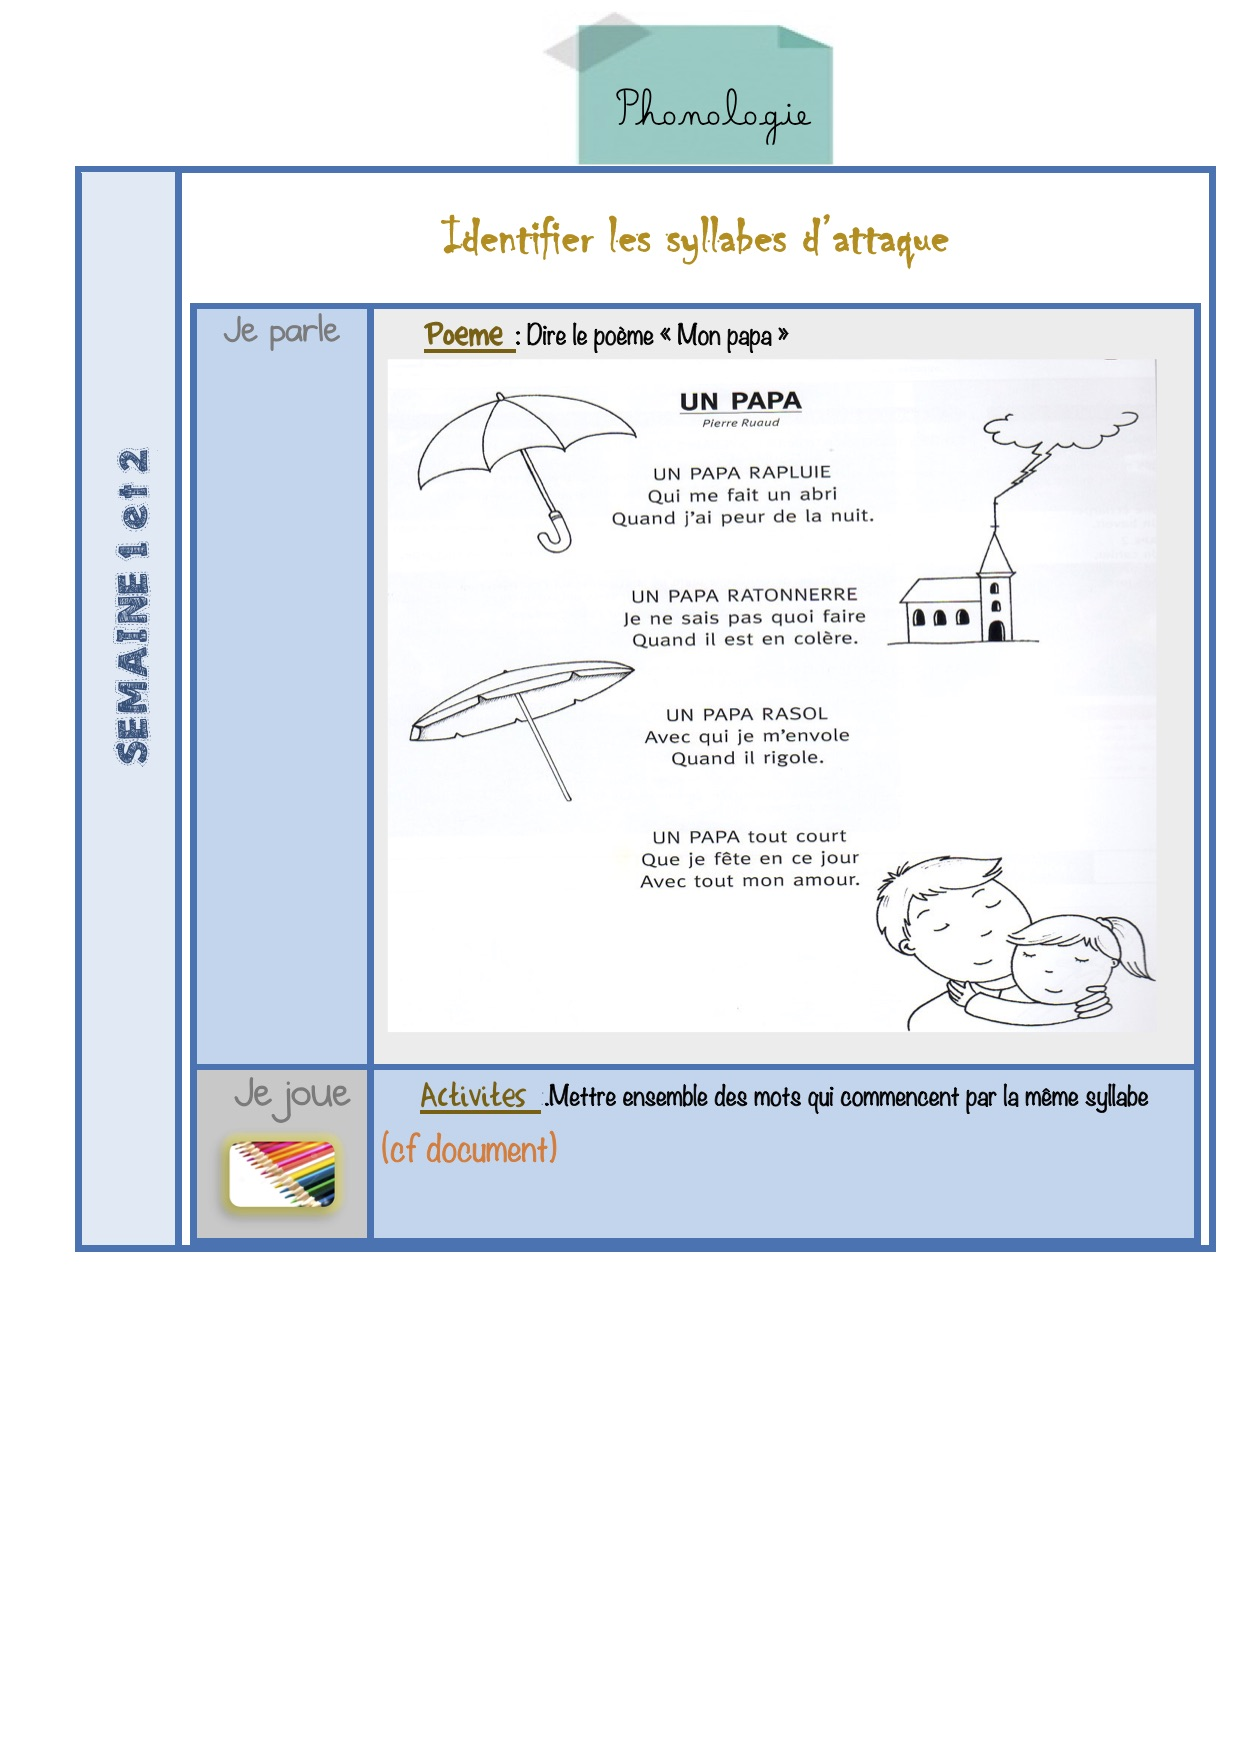 Phonologie
Identifier les syllabes d'attaque
SEMAINE 1 et 2
Je parle
Poeme : Dire le poème « Mon papa »
UN PAPA
Pierre Ruaud
UN PAPA RAPLUIE
Qui me fait un abri
Quand j'ai peur de la nuit.
UN PAPA RATONNERRE
Je ne sais pas quoi faire
Quand il est en colère.
UN PAPA RASOL
Avec qui je m'envole
Quand il rigole.
UN PAPA tout court
Que je fête en ce jour
Avec tout mon amour.
Je joue
Activites :.Mettre ensemble des mots qui commencent par la même syllabe
(cf document)